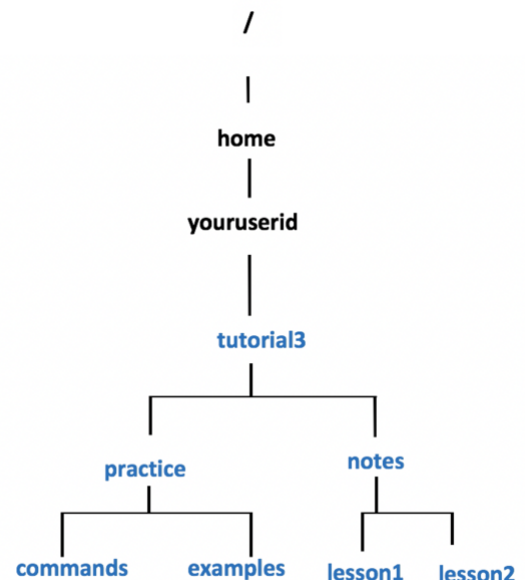 /
home
youruserid
tutorial3
practice
notes
commands
examples
lesson1
lesson2